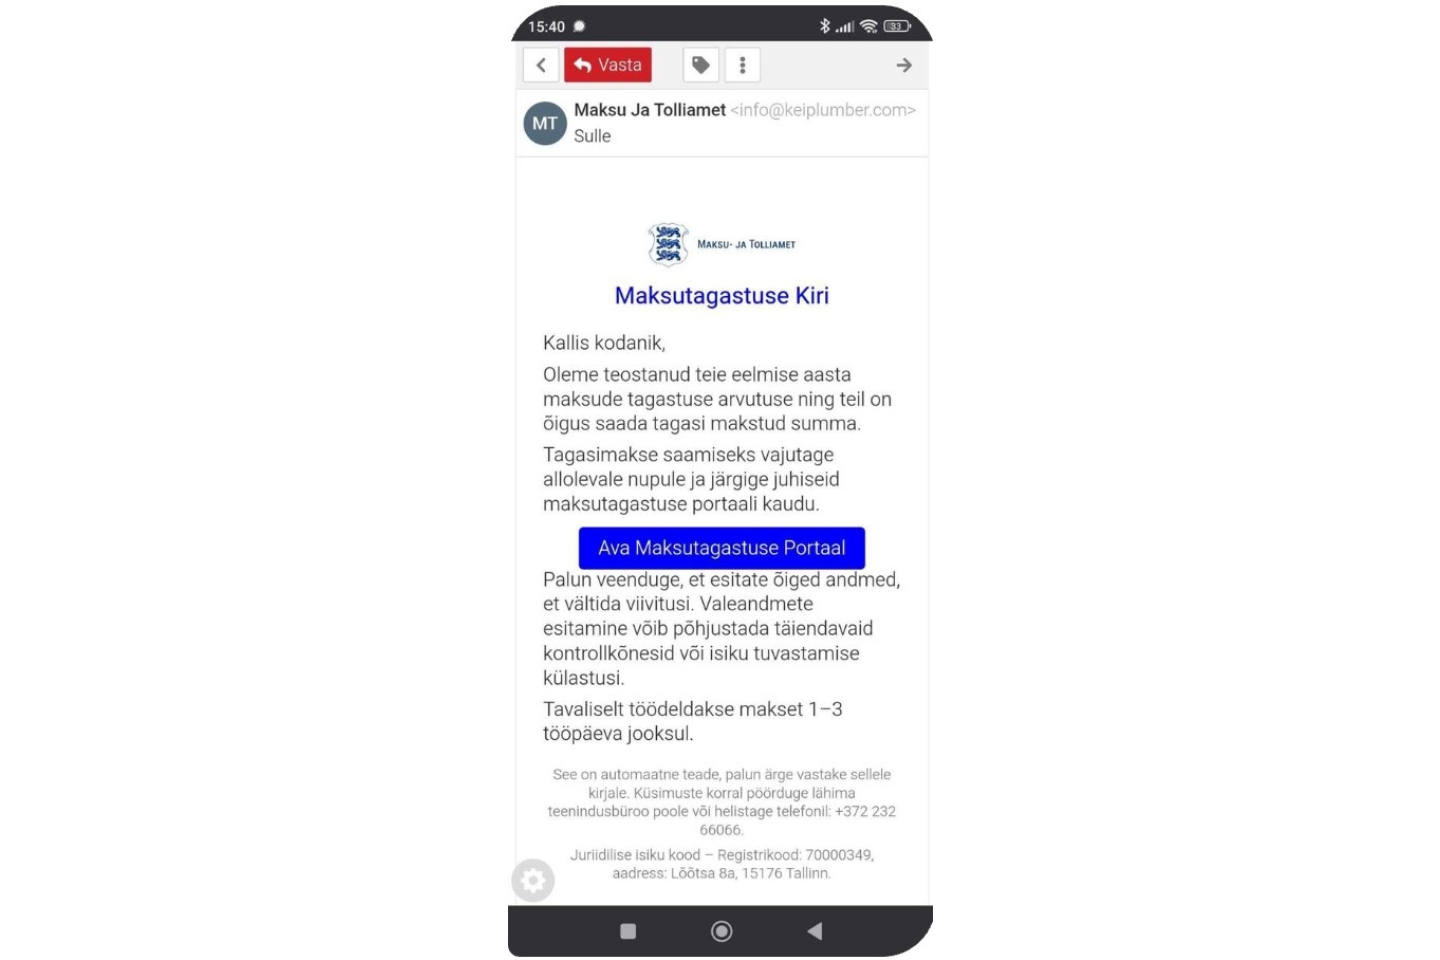 15:40
33
Vasta
MT
Maksu Ja Tolliamet <info@keiplumber.com>
Sulle
MAKSU- JA TOLLIAMET
Maksutagastuse Kiri
Kallis kodanik,
Oleme teostanud teie eelmise aasta
maksude tagastuse arvutuse ning teil on
õigus saada tagasi makstud summa.
Tagasimakse saamiseks vajutage
allolevale nupule ja järgige juhiseid
maksutagastuse portaali kaudu.
Ava Maksutagastuse Portaal
Palun veenduge, et esitate õiged andmed,
et vältida viivitusi. Valeandmete
esitamine võib põhjustada täiendavaid
kontrollkõnesid või isiku tuvastamise
külastusi.
Tavaliselt töödeldakse makset 1–3
tööpäeva jooksul.
See on automaatne teade, palun ärge vastake sellele
kirjale. Küsimuste korral pöörduge lähima
teenindusbüroo poole või helistage telefonil: +372 232
66066.
Juriidilise isiku kood – Registrikood: 70000349,
aadress: Lõõtsa 8a, 15176 Tallinn.